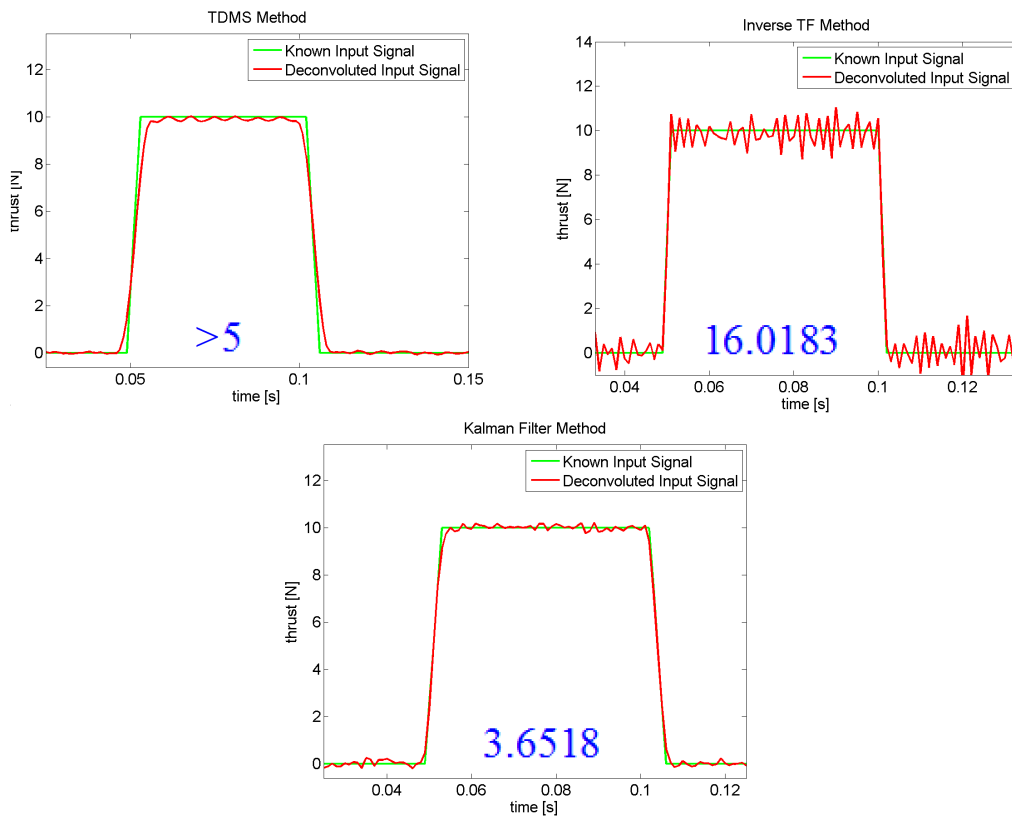 TDMS Method
Known Input Signal
Deconvoluted Input Signal
12
10
8
6
4
2
0
thrust [N]
>5
0.05
0.1
0.15
time [s]
Inverse TF Method
Known Input Signal
Deconvoluted Input Signal
14
12
10
8
6
4
2
0
thrust [N]
16.0183
0.04
0.06
0.08
0.1
0.12
time [s]
Kalman Filter Method
Known Input Signal
Deconvoluted Input Signal
12
10
8
6
4
2
0
thrust [N]
3.6518
0.04
0.06
0.08
0.1
0.12
time [s]